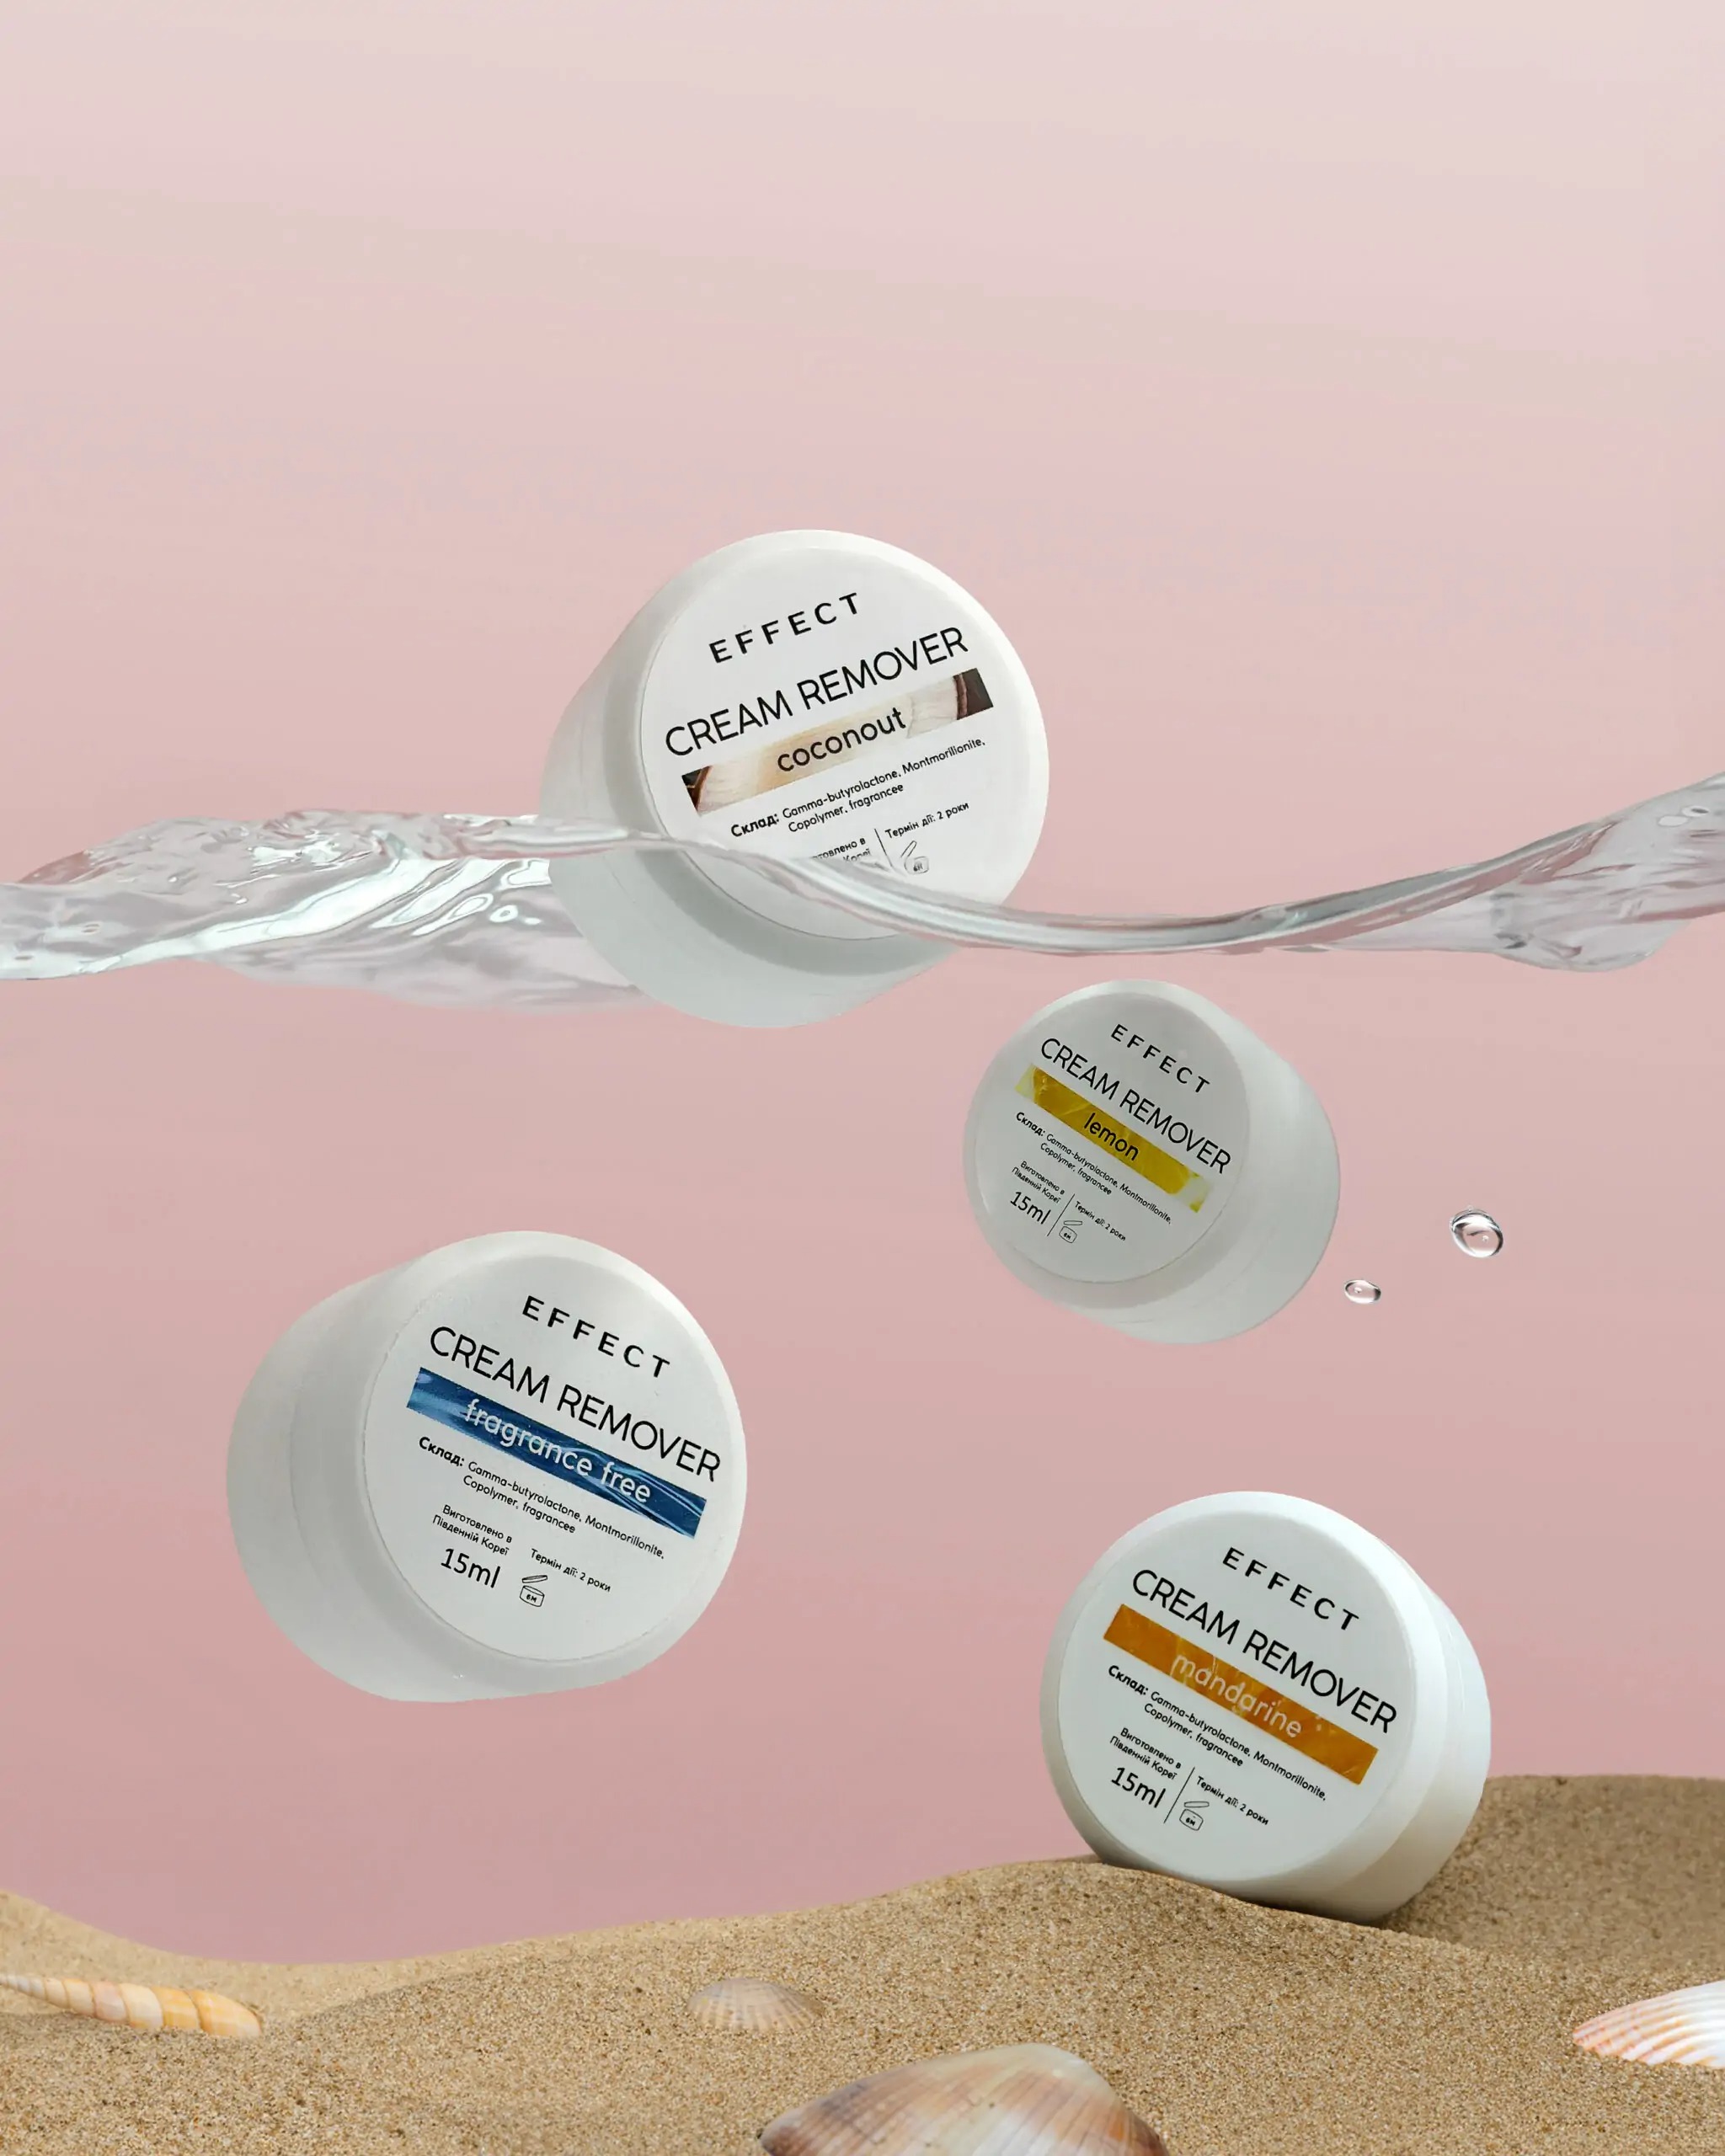 EFFECT
CREAM REMOVER
coconout
Склад: Gamma-butyrolactone, Montmorillonite,
Copolymer, fragrancee
Термін дії: 2 роки
EFFECT
CREAM REMOVER
lemon
Склад: Gamma-butyrolactone, Montmorillonite,
Copolymer, fragrancee
Виготовлено в
Південній Кореї
15ml
Термін дії: 2 роки
6M
EFFECT
CREAM REMOVER
fragrance free
Склад: Gamma-butyrolactone, Montmorillonite,
Copolymer, fragrancee
Виготовлено в
Південній Кореї
15ml
Термін дії: 2 роки
6M
EFFECT
CREAM REMOVER
mandarine
Склад: Gamma-butyrolactone, Montmorillonite,
Copolymer, fragrancee
Виготовлено в
Південній Кореї
15ml
Термін дії: 2 роки
6M